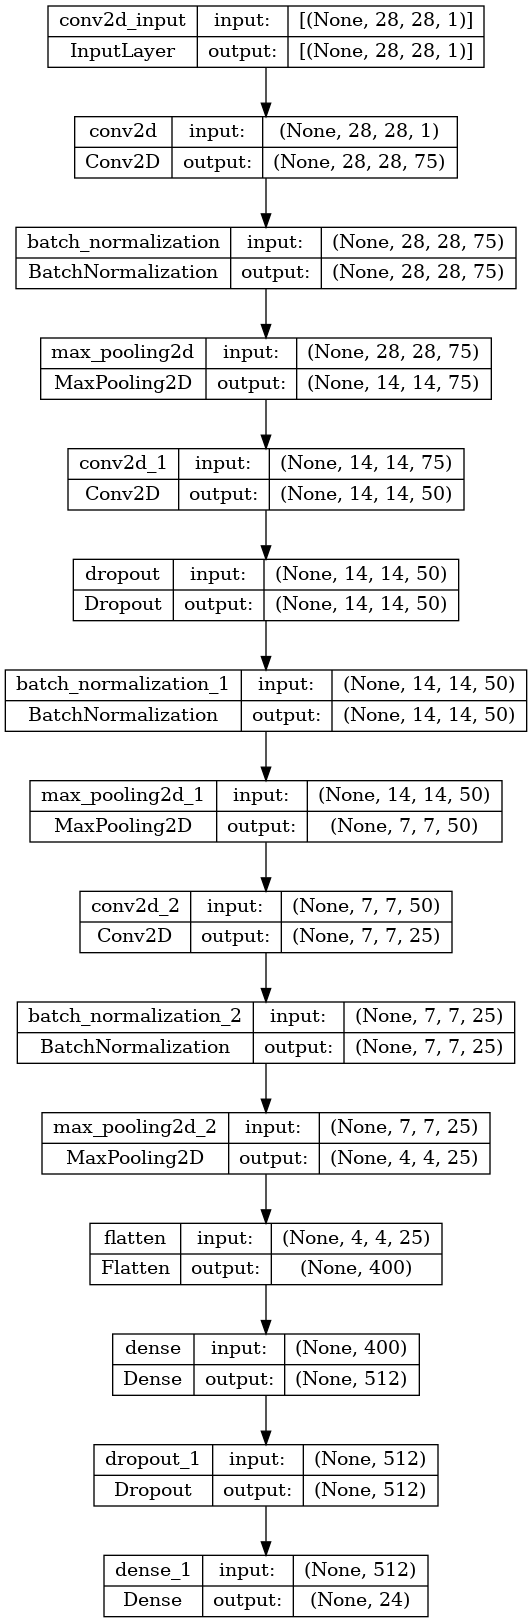 conv2d_input input: [(None, 28, 28, 1)]
InputLayer output: [(None, 28, 28, 1)]
conv2d input: (None, 28, 28, 1)
Conv2D output: (None, 28, 28, 75)
batch_normalization input: (None, 28, 28, 75)
BatchNormalization output: (None, 28, 28, 75)
max_pooling2d input: (None, 28, 28, 75)
MaxPooling2D output: (None, 14, 14, 75)
conv2d_1 input: (None, 14, 14, 75)
Conv2D output: (None, 14, 14, 50)
dropout input: (None, 14, 14, 50)
Dropout output: (None, 14, 14, 50)
batch_normalization_1 input: (None, 14, 14, 50)
BatchNormalization output: (None, 14, 14, 50)
max_pooling2d_1 input: (None, 14, 14, 50)
MaxPooling2D output: (None, 7, 7, 50)
conv2d_2 input: (None, 7, 7, 50)
Conv2D output: (None, 7, 7, 25)
batch_normalization_2 input: (None, 7, 7, 25)
BatchNormalization output: (None, 7, 7, 25)
max_pooling2d_2 input: (None, 7, 7, 25)
MaxPooling2D output: (None, 4, 4, 25)
flatten input: (None, 4, 4, 25)
Flatten output: (None, 400)
dense input: (None, 400)
Dense output: (None, 512)
dropout_1 input: (None, 512)
Dropout output: (None, 512)
dense_1 input: (None, 512)
Dense output: (None, 24)